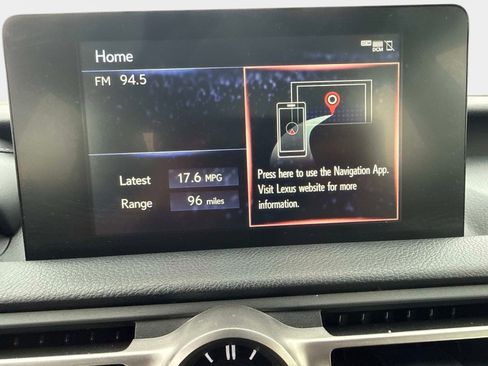 Home
DCM
FM 94.5
Press here to use the Navigation App.
Visit Lexus website for more
information.
Latest 17.6 MPG
Range 96 miles